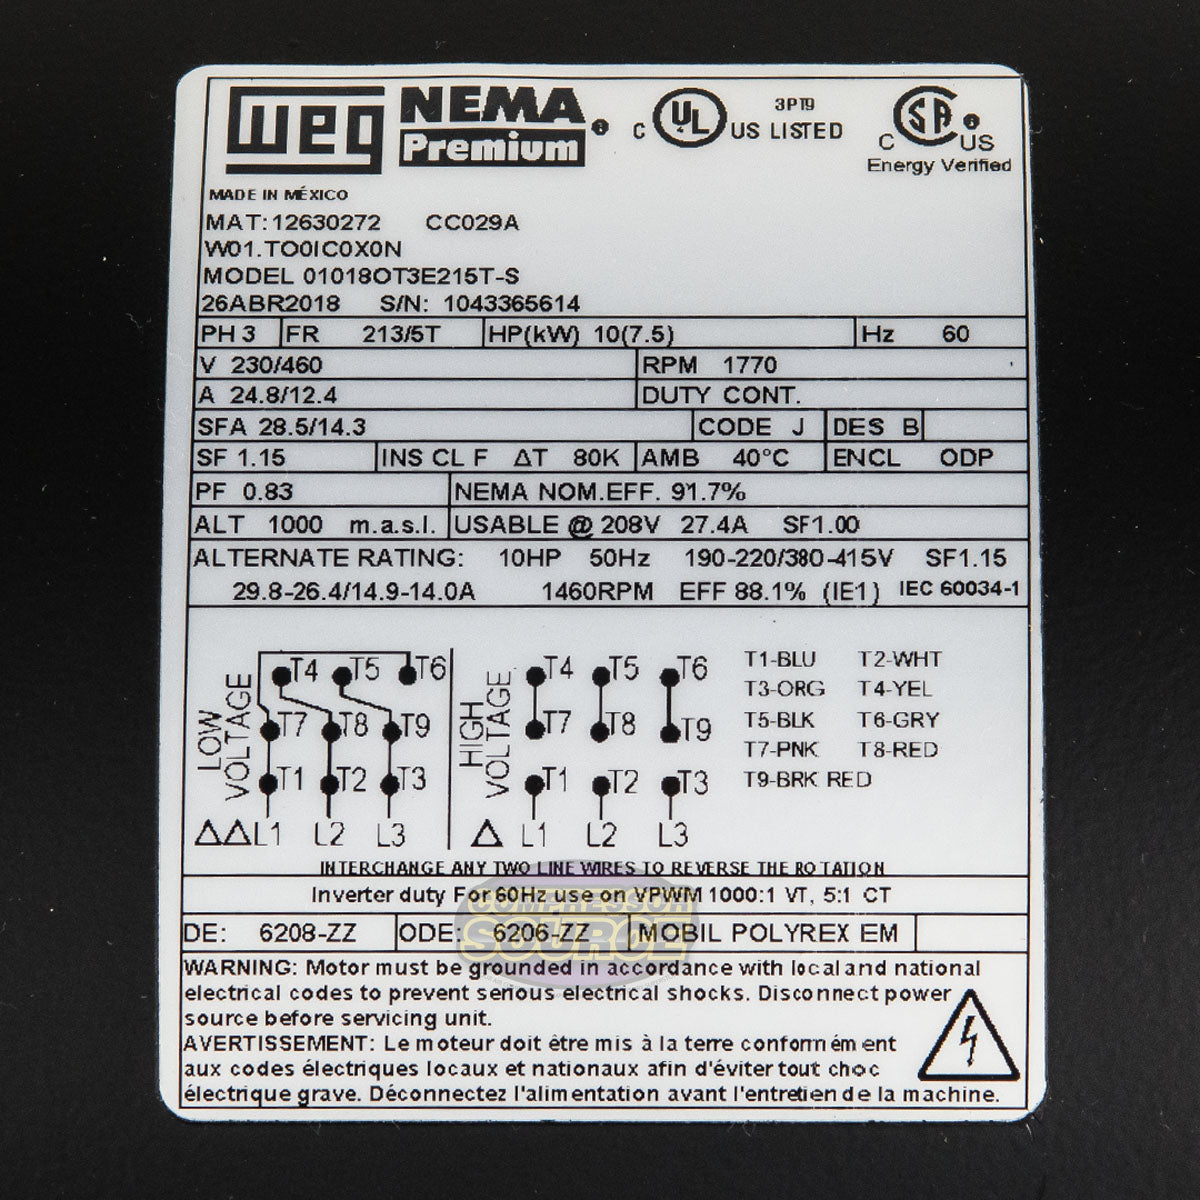 WEG NEMA Premium C UL US LISTED 3PT9 C SA US
Energy Verified
MADE IN MÉXICO
MAT: 12630272 CC029A
W01.TO0IC0X0N
MODEL 01018OT3E215T-S
26ABR2018 S/N: 1043365614
PH 3 FR 213/5T HP(kW) 10(7.5) Hz 60
V 230/460 RPM 1770
A 24.8/12.4 DUTY CONT.
SFA 28.5/14.3 CODE J DES B
SF 1.15 INS CL F ΔT 80K AMB 40°C ENCL ODP
PF 0.83 NEMA NOM.EFF. 91.7%
ALT 1000 m.a.s.l. USABLE @ 208V 27.4A SF1.00
ALTERNATE RATING: 10HP 50Hz 190-220/380-415V SF1.15
29.8-26.4/14.9-14.0A 1460RPM EFF 88.1% (IE1) IEC 60034-1
LOW VOLTAGE
T4 T5 T6
T7 T8 T9
T1 T2 T3
ΔΔ L1 L2 L3
HIGH VOLTAGE
T4 T5 T6
T7 T8 T9
T1 T2 T3
Δ L1 L2 L3
T1-BLU T2-WHT
T3-ORG T4-YEL
T5-BLK T6-GRY
T7-PNK T8-RED
T9-BRK RED
INTERCHANGE ANY TWO LINE WIRES TO REVERSE THE ROTATION
Inverter duty For 60Hz use on VPWM 1000:1 VT, 5:1 CT
COMPRESSOR
SOURCE
DE: 6208-ZZ ODE: 6206-ZZ MOBIL POLYREX EM
WARNING: Motor must be grounded in accordance with local and national
electrical codes to prevent serious electrical shocks. Disconnect power
source before servicing unit.
AVERTISSEMENT: Le moteur doit être mis à la terre conformément
aux codes électriques locaux et nationaux afin d'éviter tout choc
électrique grave. Déconnectez l'alimentation avant l'entretien de la machine.